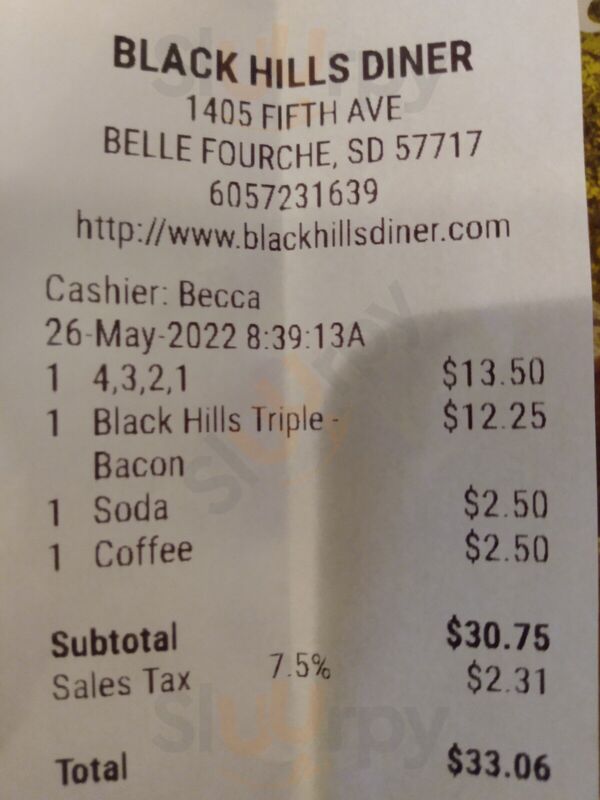 BLACK HILLS DINER
1405 FIFTH AVE
BELLE FOURCHE, SD 57717
6057231639
http://www.blackhillsdiner.com
Cashier: Becca
26-May-2022 8:39:13A
1 4,3,2,1 $13.50
1 Black Hills Triple - $12.25
Bacon
1 Soda $2.50
1 Coffee $2.50
Subtotal $30.75
Sales Tax 7.5% $2.31
Total $33.06
Sluurpy
Sluurpy
Sluurpy